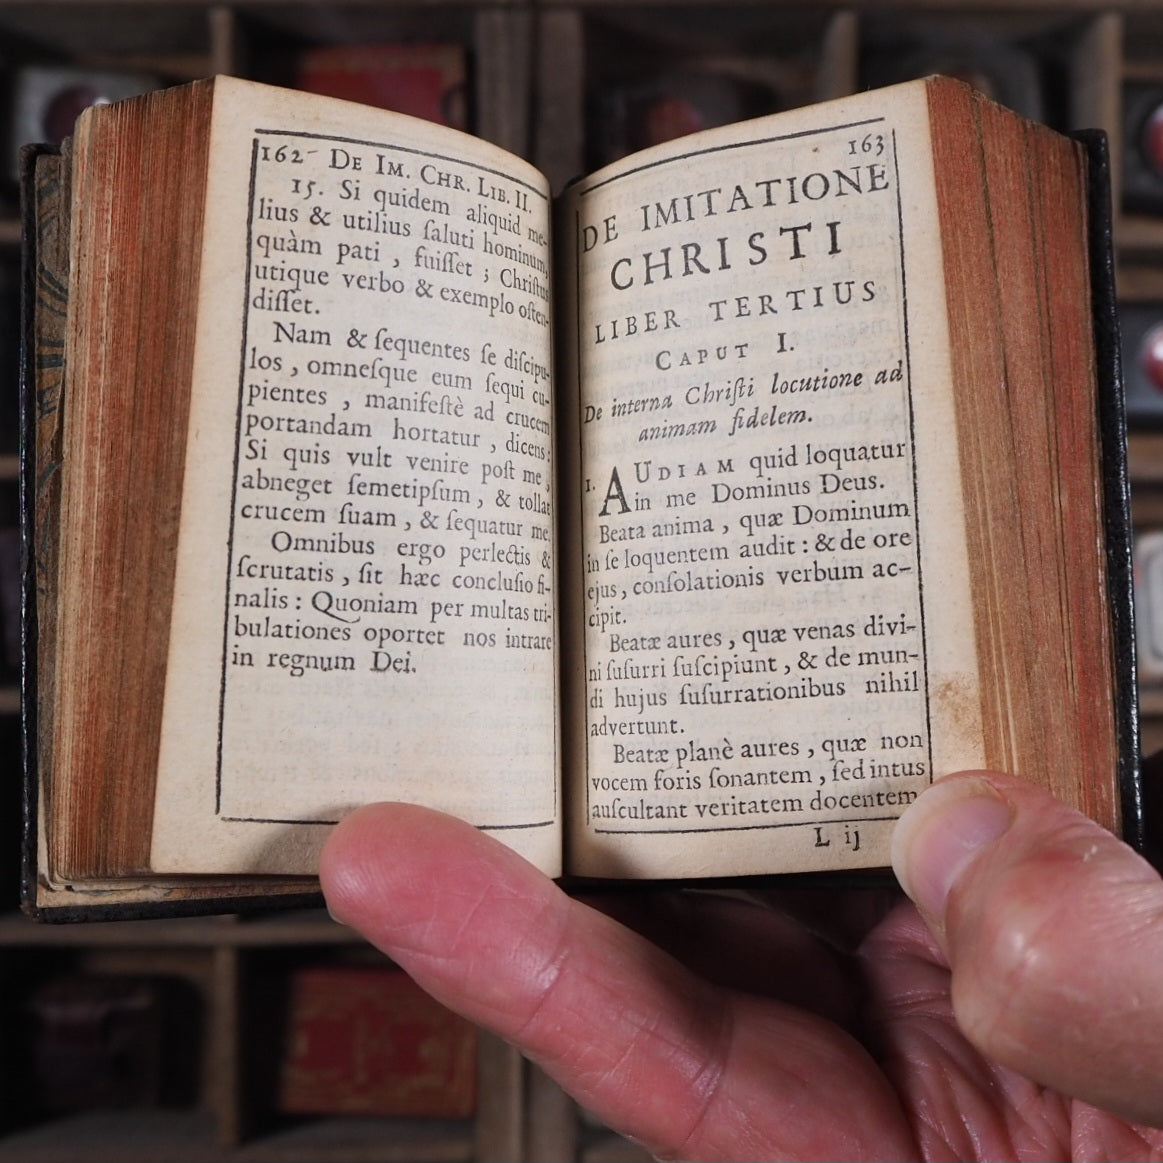 162 DE IM. CHR. LIB. II.
15. Si quidem aliquid me-
lius & utilius ſaluti hominum,
quàm pati , fuiſſet ; Chriſtus
utique verbo & exemplo oſten-
diſſet.
Nam & ſequentes ſe diſcipu-
los , omneſque eum ſequi cu-
pientes , manifeſtè ad crucem
portandam hortatur , dicens :
Si quis vult venire poſt me ,
abneget ſemetipſum , & tollat
crucem ſuam , & ſequatur me.
Omnibus ergo perlectis &
ſcrutatis , ſit hæc concluſio fi-
nalis : Quoniam per multas tri-
bulationes oportet nos intrare
in regnum Dei.
163
DE IMITATIONE
CHRISTI
LIBER TERTIUS
CAPUT I.
De interna Chriſti locutione ad
animam fidelem.
1. AUDIAM quid loquatur
in me Dominus Deus.
Beata anima , quæ Dominum
in ſe loquentem audit : & de ore
ejus , conſolationis verbum ac-
cipit.
Beatæ aures , quæ venas divi-
ni ſuſurri ſuſcipiunt , & de mun-
di hujus ſuſurrationibus nihil
advertunt.
Beatæ planè aures , quæ non
vocem foris ſonantem , ſed intus
auſcultant veritatem docentem
L ij